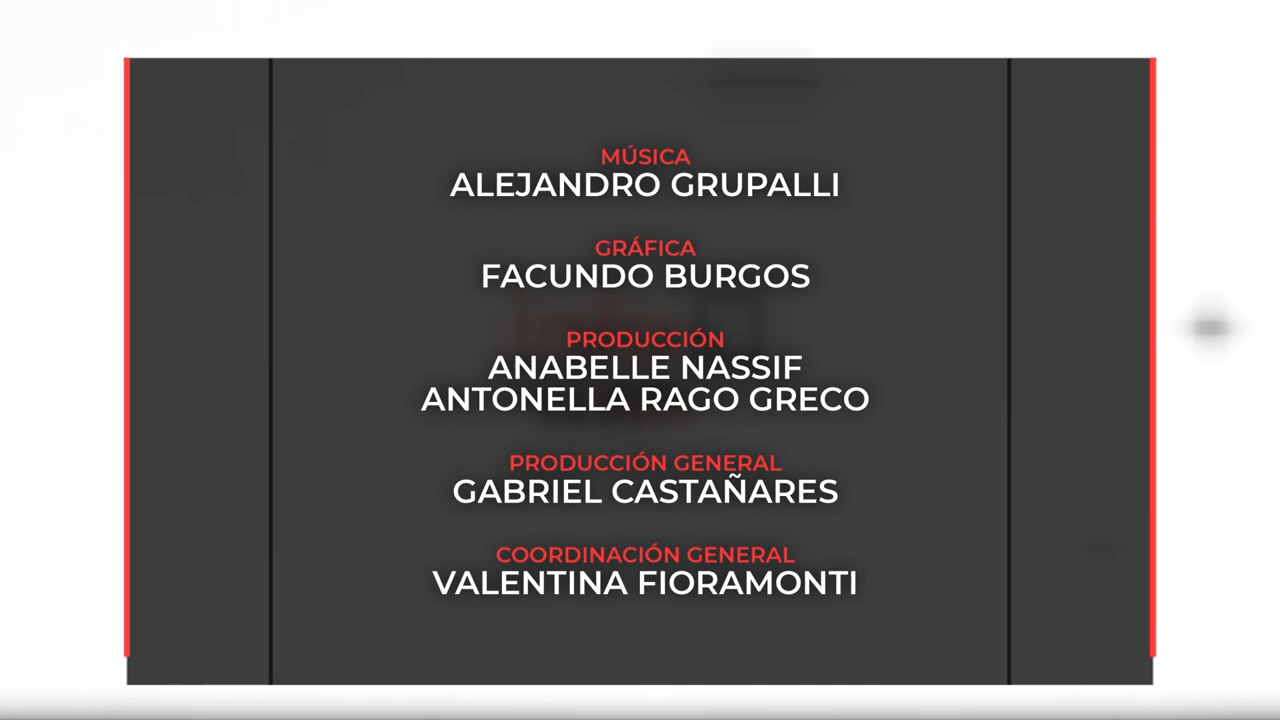 MÚSICA
ALEJANDRO GRUPALLI
GRÁFICA
FACUNDO BURGOS
PRODUCCIÓN
ANABELLE NASSIF
ANTONELLA RAGO GRECO
PRODUCCIÓN GENERAL
GABRIEL CASTAÑARES
COORDINACIÓN GENERAL
VALENTINA FIORAMONTI